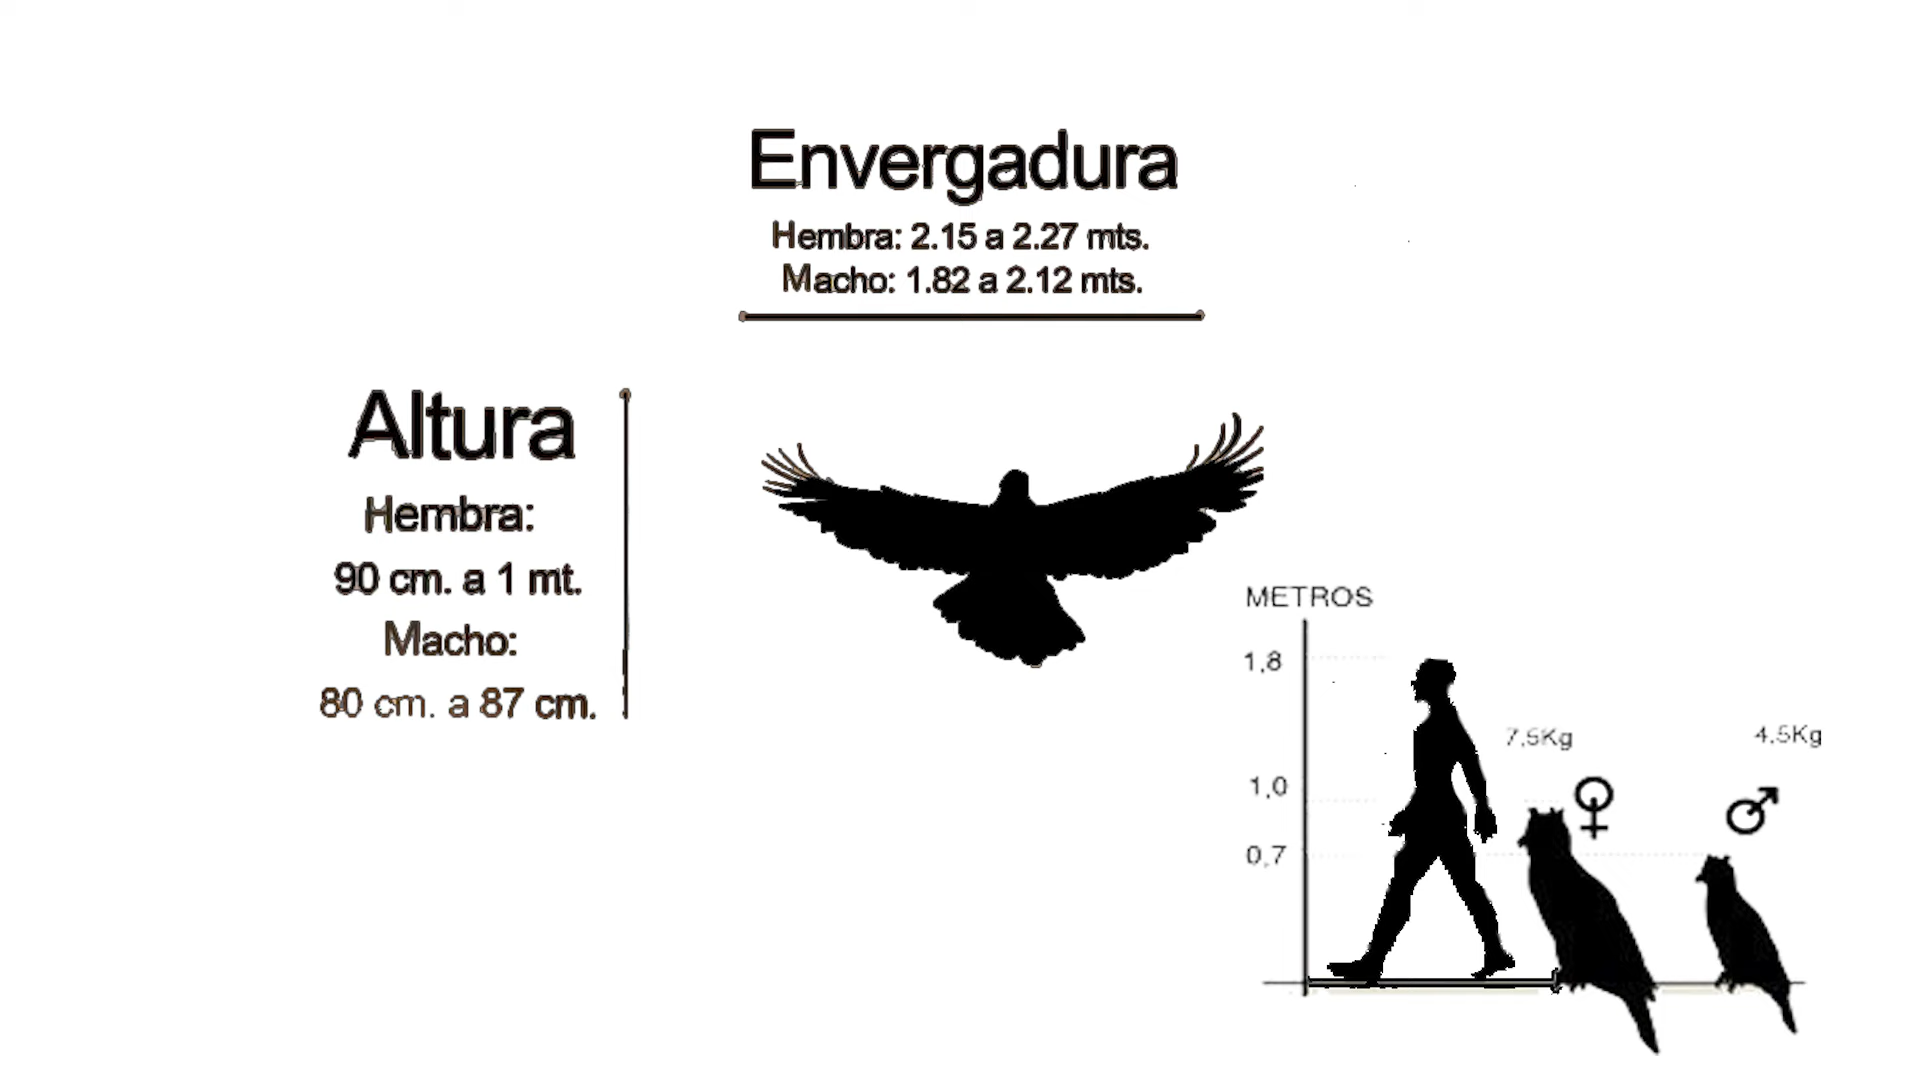 Envergadura
Hembra: 2.15 a 2.27 mts.
Macho: 1.82 a 2.12 mts.
Altura
Hembra:
90 cm. a 1 mt.
Macho:
80 cm. a 87 cm.
METROS
1,8
7,5Kg
4,5Kg
1,0
0,7